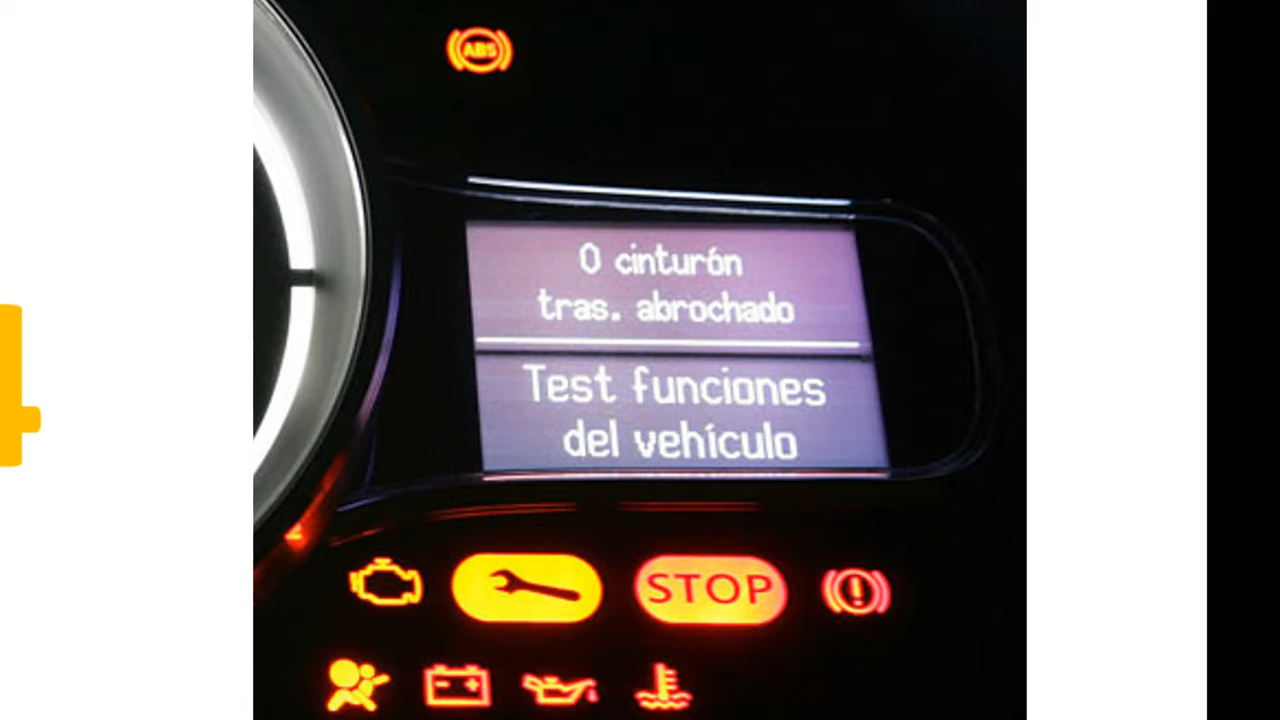 ABS
0 cinturón
tras. abrochado
Test funciones
del vehículo
STOP